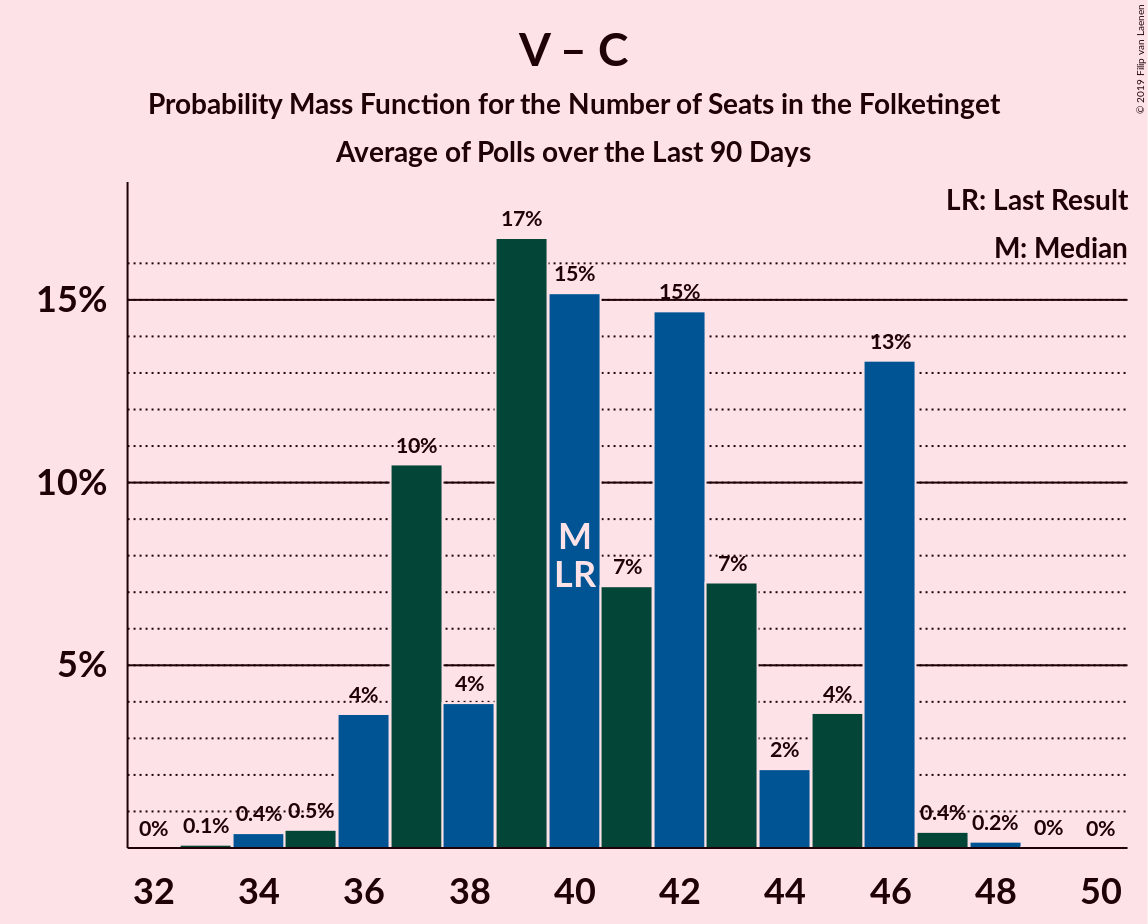 V – C
Probability Mass Function for the Number of Seats in the Folketinget
Average of Polls over the Last 90 Days
© 2019 Filip van Laenen
LR: Last Result
M: Median
17%
15%
15%
15%
13%
10%
10%
7%
7%
M
LR
5%
4%
4%
4%
2%
0%
0.1%
0.4%
0.5%
0.4%
0.2%
0%
0%
32 34 36 38 40 42 44 46 48 50